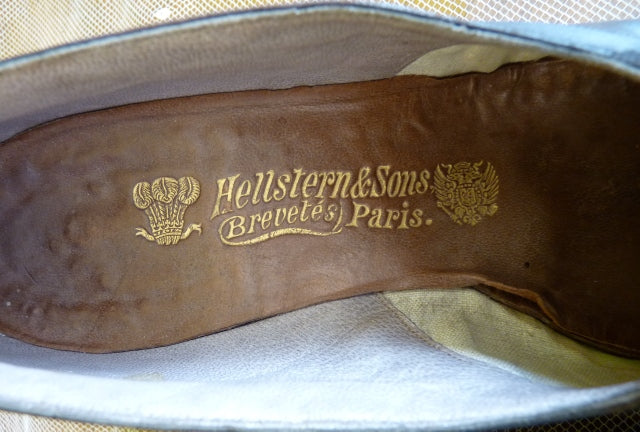 Hellstern & Sons,
(Brevetés) Paris.